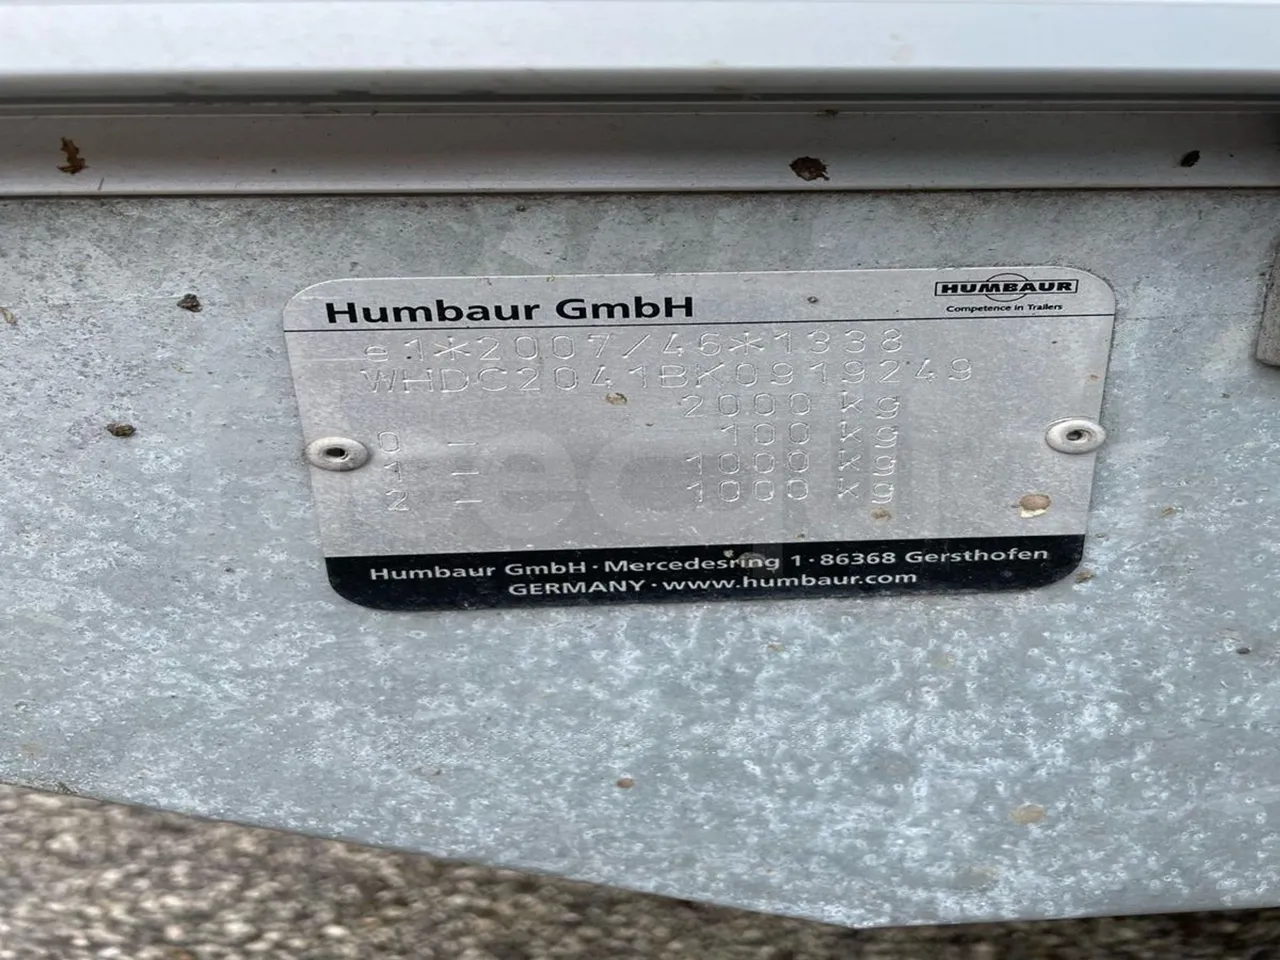 Humbaur GmbH
HUMBAUR
Competence in Trailers
e1*2007/46*1338
WHDC2041BK0919249
2000 kg
0 - 100 kg
1 - 1000 kg
2 - 1000 kg
Humbaur GmbH · Mercedesring 1 · 86368 Gersthofen
GERMANY · www.humbaur.com